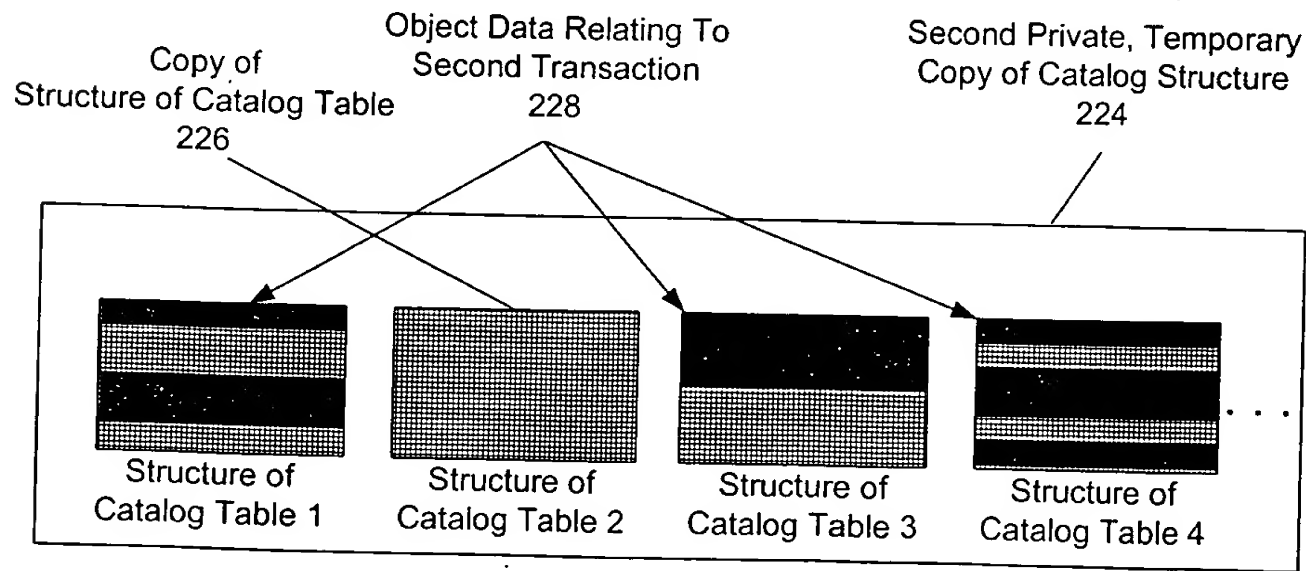 Copy of
Structure of Catalog Table
226
Object Data Relating To
Second Transaction
228
Second Private, Temporary
Copy of Catalog Structure
224
Structure of
Catalog Table 1
Structure of
Catalog Table 2
Structure of
Catalog Table 3
Structure of
Catalog Table 4
. . .